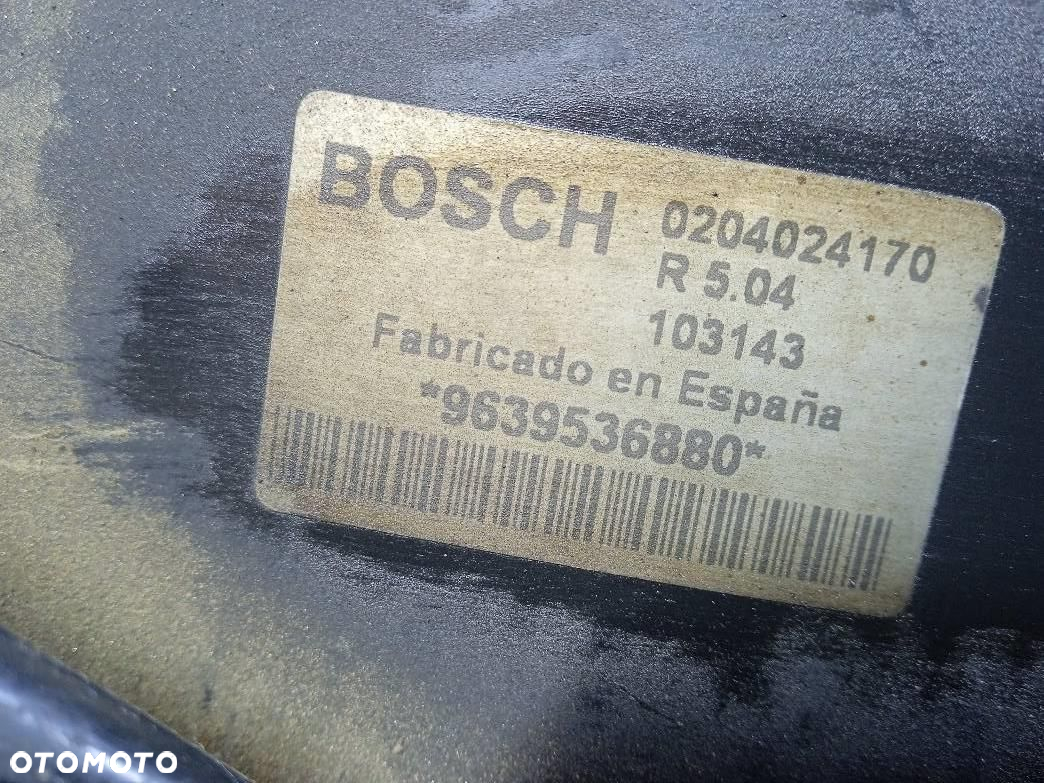 BOSCH 0204024170
R 5.04
103143
Fabricado en España
*9639536880*
OTOMOTO